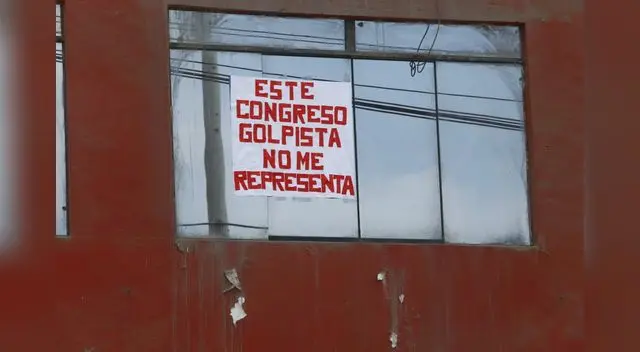 ESTE
CONGRESO
GOLPISTA
NO ME
REPRESENTA